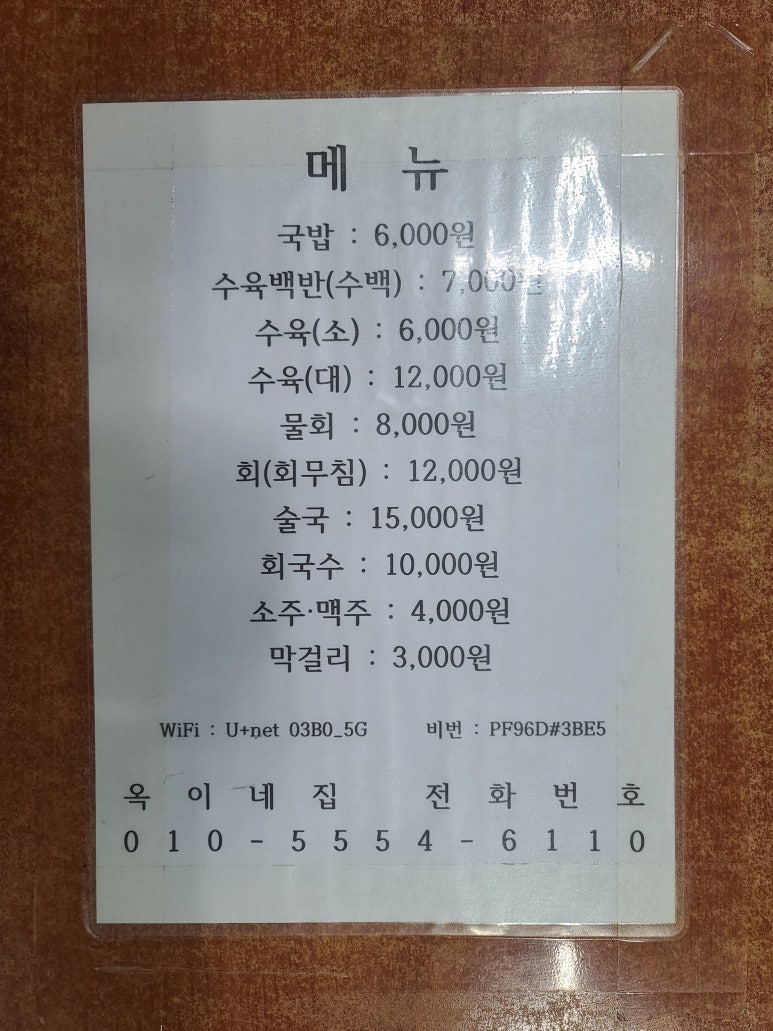 메 뉴
국밥 : 6,000원
수육백반(수백) : 7,000원
수육(소) : 6,000원
수육(대) : 12,000원
물회 : 8,000원
회(회무침) : 12,000원
술국 : 15,000원
회국수 : 10,000원
소주·맥주 : 4,000원
막걸리 : 3,000원
WiFi : U+net 03B0_5G 비번 : PF96D#3BE5
옥 이 네 집 전 화 번 호
0 1 0 - 5 5 5 4 - 6 1 1 0